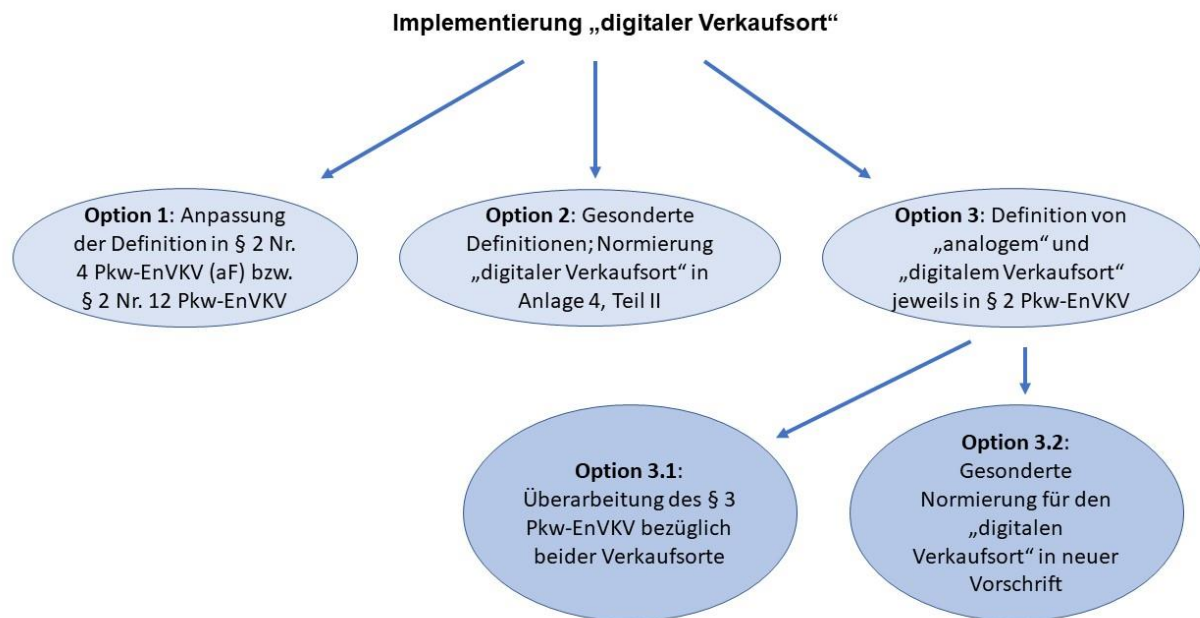 Implementierung „digitaler Verkaufsort“
Option 1: Anpassung
der Definition in § 2 Nr.
4 Pkw-EnVKV (aF) bzw.
§ 2 Nr. 12 Pkw-EnVKV
Option 2: Gesonderte
Definitionen; Normierung
„digitaler Verkaufsort“ in
Anlage 4, Teil II
Option 3: Definition von
„analogem“ und
„digitalem Verkaufsort“
jeweils in § 2 Pkw-EnVKV
Option 3.1:
Überarbeitung des § 3
Pkw-EnVKV bezüglich
beider Verkaufsorte
Option 3.2:
Gesonderte
Normierung für den
„digitalen
Verkaufsort“ in neuer
Vorschrift